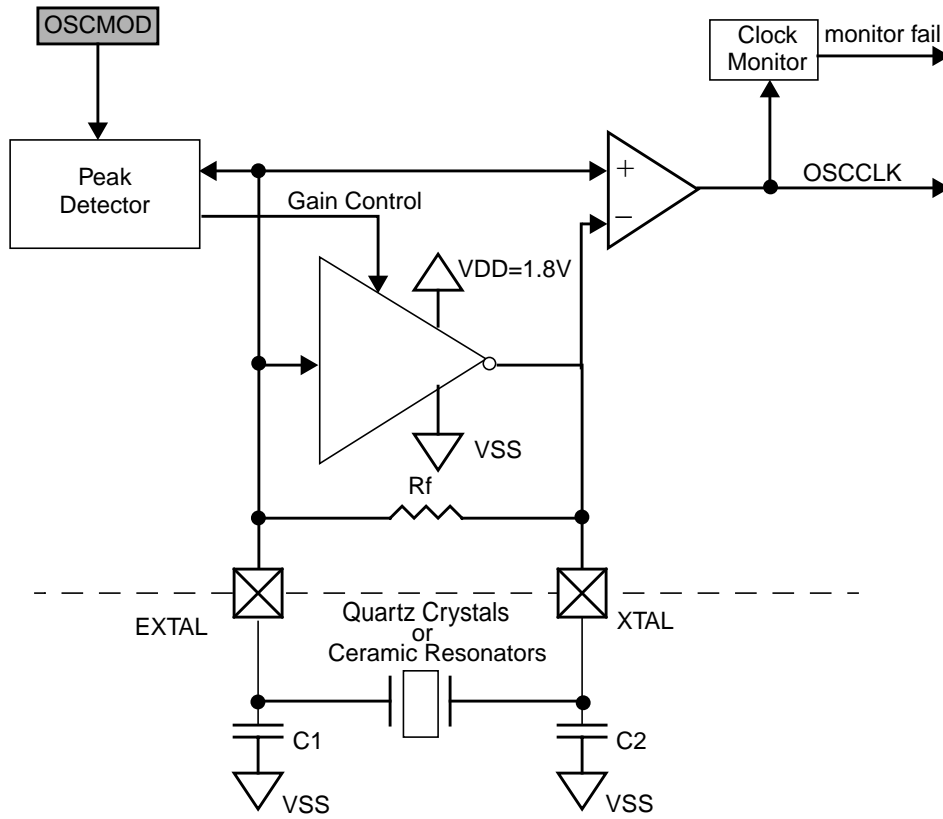 OSCMOD
Clock
Monitor
monitor fail
Peak
Detector
+
OSCCLK
Gain Control
−
VDD=1.8V
VSS
Rf
EXTAL
Quartz Crystals
or
Ceramic Resonators
XTAL
C1
C2
VSS
VSS